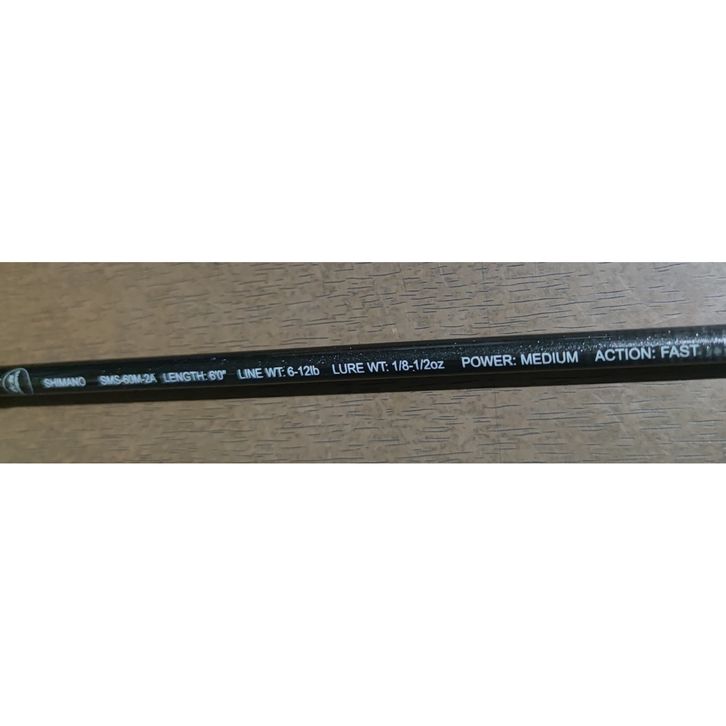 SHIMANO SMS-60M-2A LENGTH: 6'0" LINE WT: 6-12lb LURE WT: 1/8-1/2oz POWER: MEDIUM ACTION: FAST